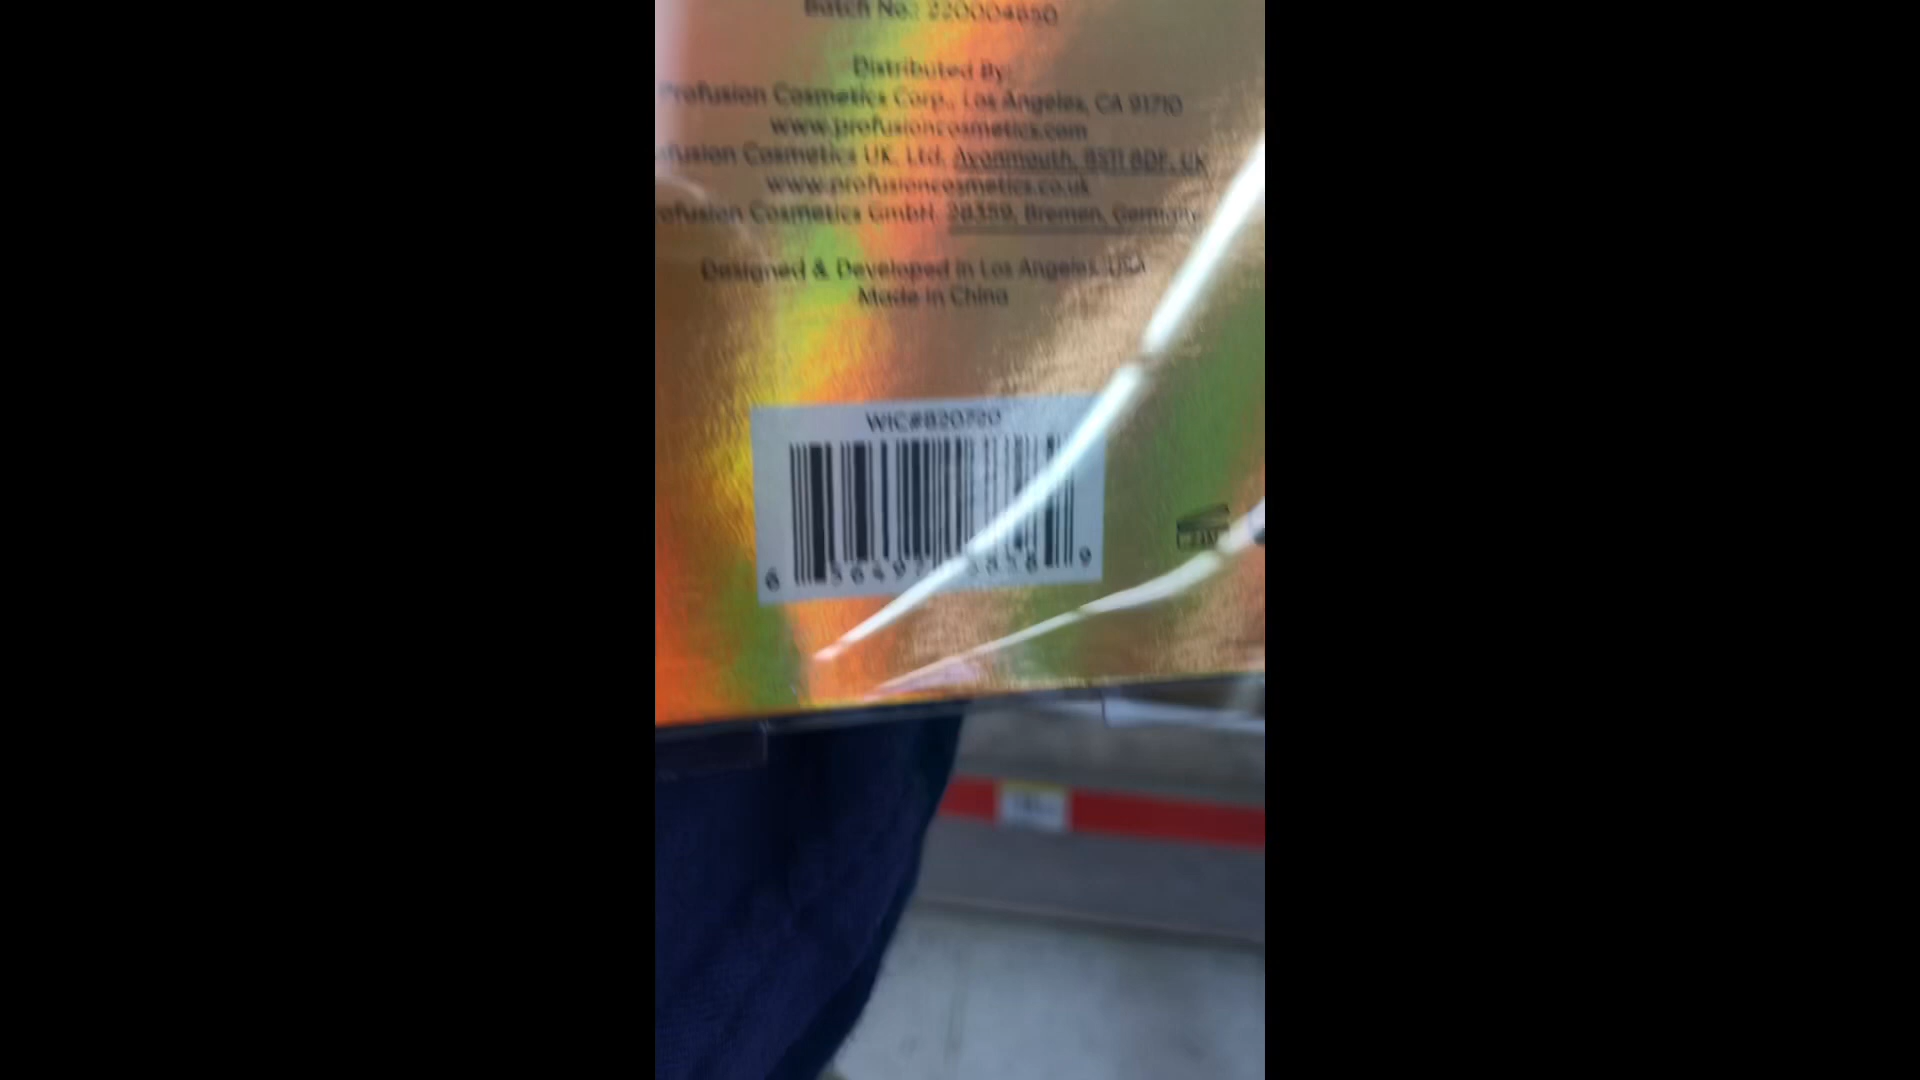 Batch No.: 220004850
Distributed By:
Profusion Cosmetics Corp., Los Angeles, CA 91710
www.profusioncosmetics.com
fusion Cosmetics UK, Ltd. Avonmouth, BS11 8DF, UK
www.profusioncosmetics.co.uk
ofusion Cosmetics GmbH. 28359, Bremen, Germany
Designed & Developed in Los Angeles, USA
Made in China
WIC#820720